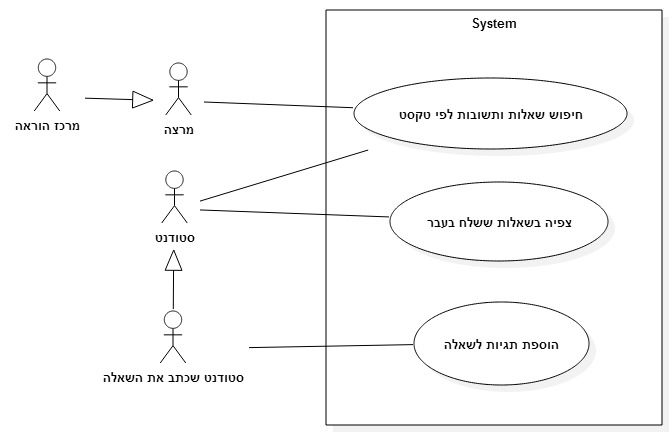 System
חיפוש שאלות ותשובות לפי טקסט
מרצה
מרכז הוראה
צפיה בשאלות ששלח בעבר
סטודנט
הוספת תגיות לשאלה
סטודנט שכתב את השאלה